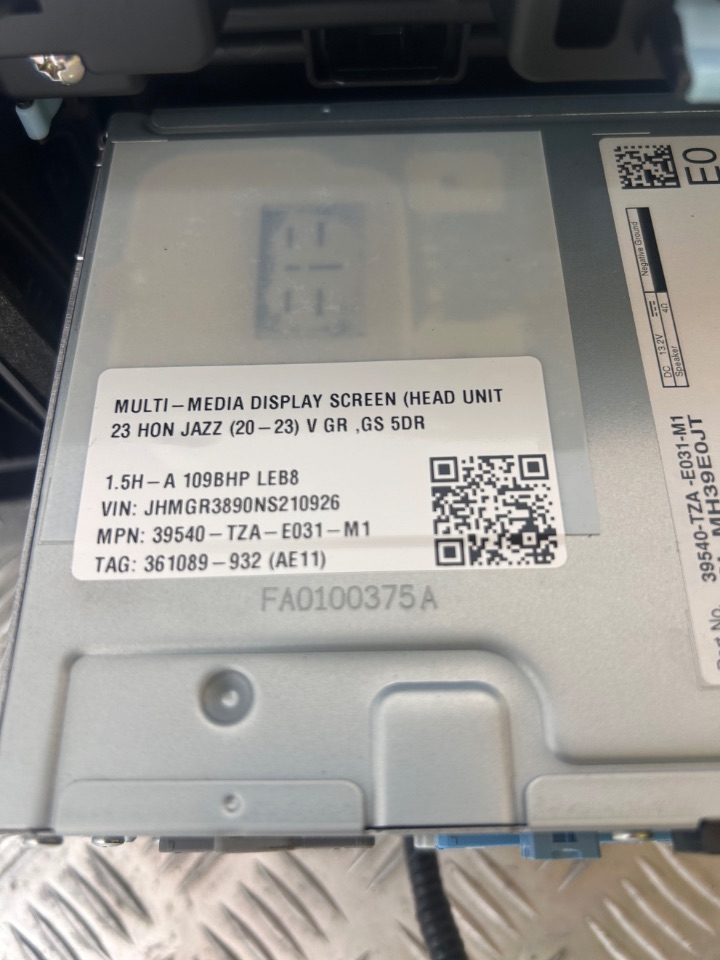 MULTI-MEDIA DISPLAY SCREEN (HEAD UNIT
23 HON JAZZ (20-23) V GR ,GS 5DR
1.5H-A 109BHP LEB8
VIN: JHMGR3890NS210926
MPN: 39540-TZA-E031-M1
TAG: 361089-932 (AE11)
FA0100375A
E0
Negative Ground
DC 13.2V
Speaker 4Ω
39540-TZA-E031-M1
MH39E0JT